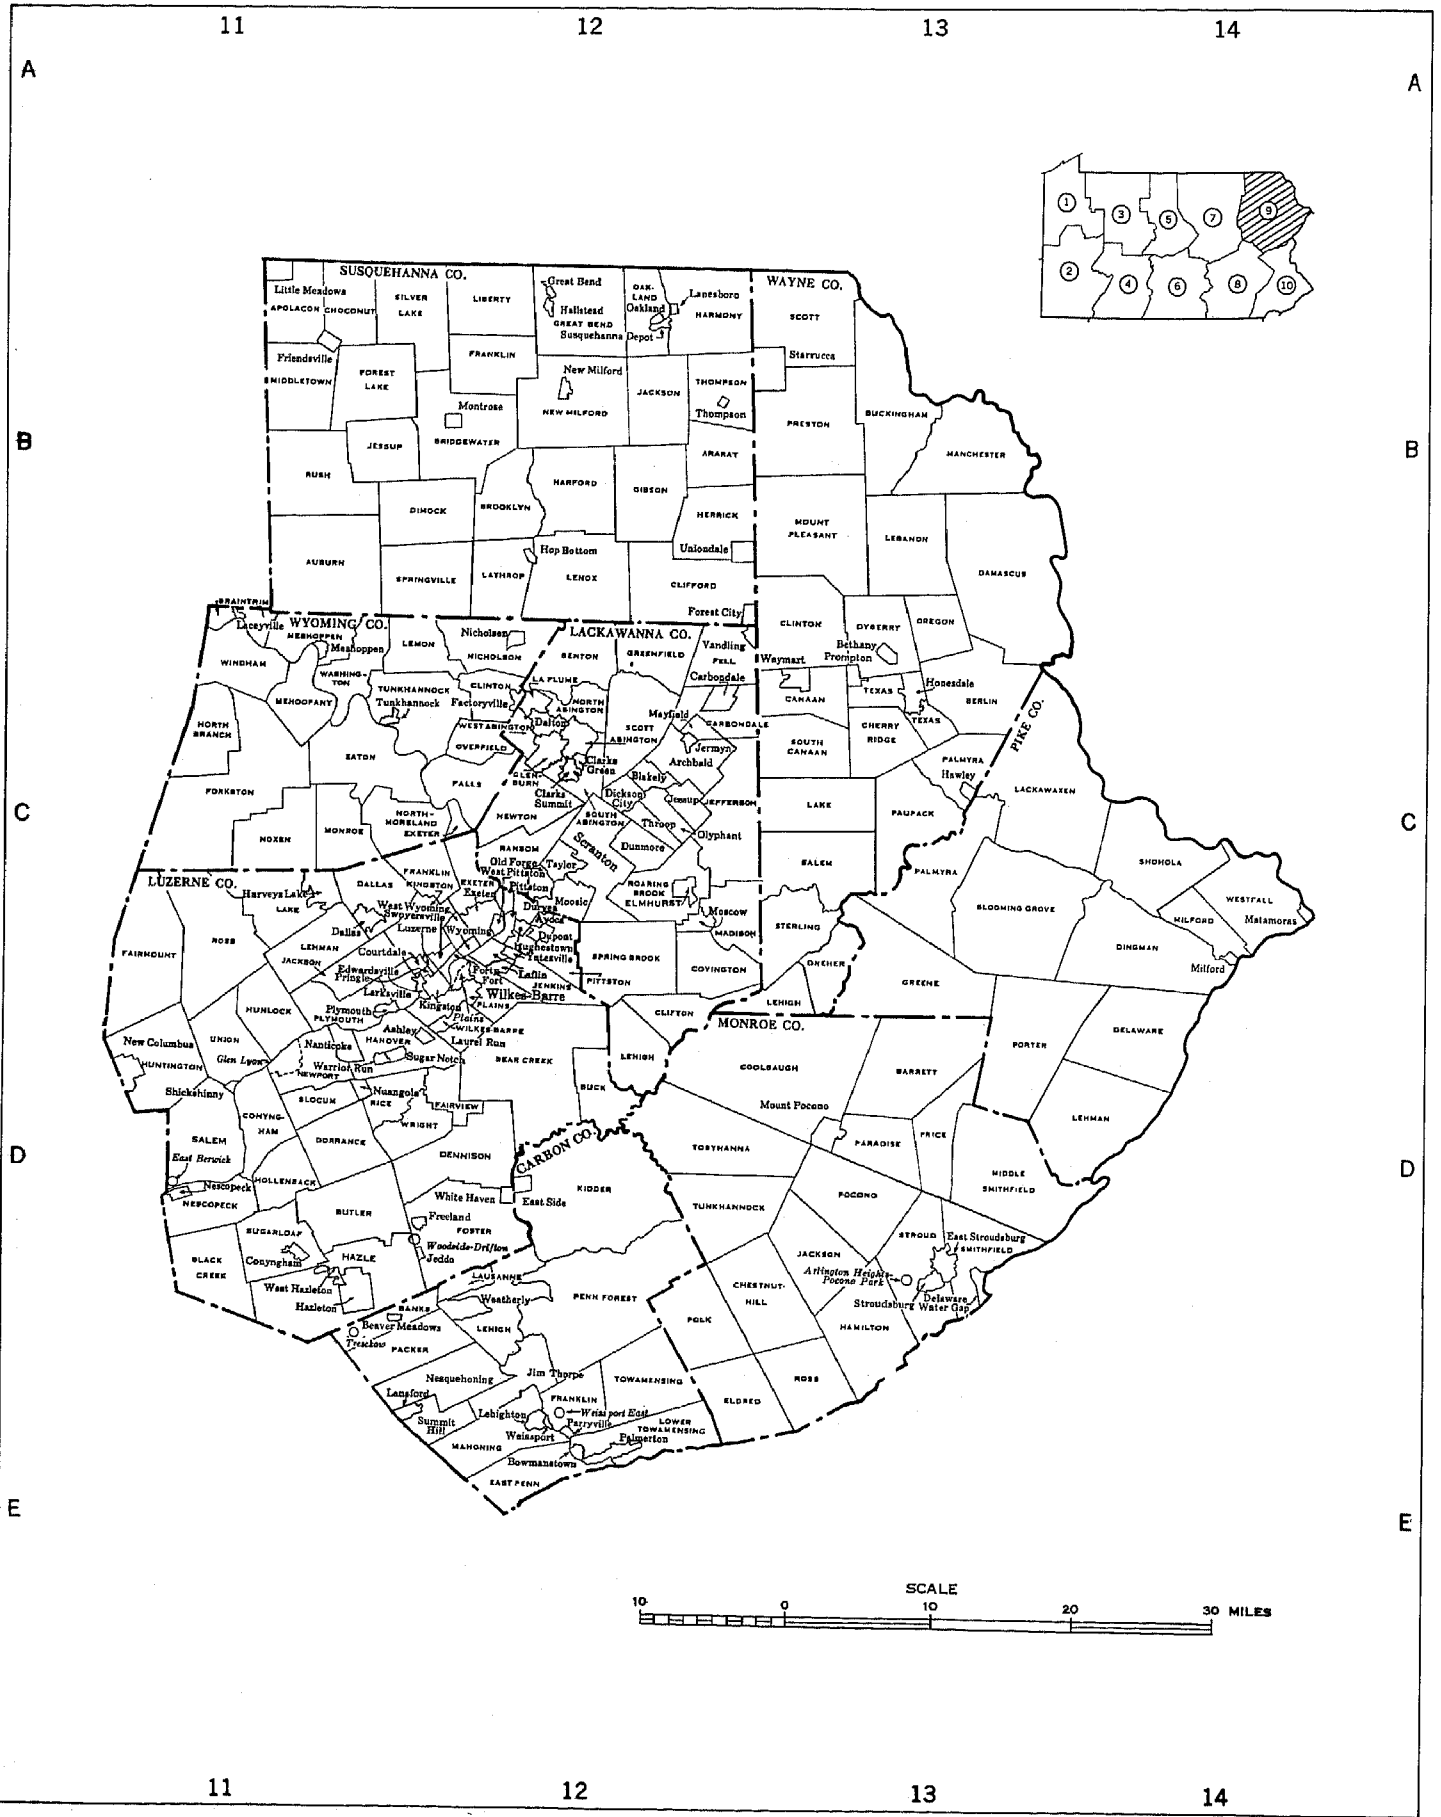 11 12 13 14
A A
1
3
5
7
9
2
4
6
8
10
SUSQUEHANNA CO.
WAYNE CO.
Little Meadows
APOLACON
CHOCONUT
SILVER
LAKE
LIBERTY
Great Bend
Hallstead
GREAT BEND
Susquehanna Depot
OAK-
LAND
Oakland
Lanesboro
HARMONY
SCOTT
Starrucca
Friendsville
MIDDLETOWN
FOREST
LAKE
FRANKLIN
New Milford
NEW MILFORD
JACKSON
THOMPSON
Thompson
BUCKINGHAM
PRESTON
Montrose
BRIDGEWATER
JESSUP
B B
ARARAT
MANCHESTER
RUSH
HARFORD
GIBSON
DIMOCK
BROOKLYN
HERRICK
MOUNT
PLEASANT
LEBANON
Uniondale
Hop Bottom
AUBURN
SPRINGVILLE
LATHROP
LENOX
CLIFFORD
DAMASCUS
Forest City
BRAINTRIM
Laceyville
WYOMING CO.
MESHOPPEN
Meshoppen
LEMON
Nicholson
NICHOLSON
LACKAWANNA CO.
BENTON
GREENFIELD
Vandling
FELL
Carbondale
CLINTON
DYBERRY
OREGON
Bethany
Prompton
Waymart
WINDHAM
WASHING-
TON
TUNKHANNOCK
Tunkhannock
CLINTON
Factoryville
LA PLUME
NORTH
ABINGTON
CANAAN
TEXAS
Honesdale
BERLIN
MEHOOPANY
WEST ABINGTON
Dalton
SCOTT
ABINGTON
Mayfield
CARBONDALE
Jermyn
Archbald
CHERRY
RIDGE
TEXAS
PIKE CO.
NORTH
BRANCH
OVERFIELD
SOUTH
CANAAN
EATON
Clarks
Green
Blakely
PALMYRA
Hawley
FALLS
GLEN-
BURN
Clarks
Summit
Dickson
City
Jessup
JEFFERSON
LACKAWAXEN
FORKSTON
LAKE
PAUPACK
C C
NOXEN
MONROE
NORTH-
MORELAND
EXETER
NEWTON
SOUTH
ABINGTON
Throop
Olyphant
Dunmore
Scranton
RANSOM
SALEM
PALMYRA
SHOHOLA
LUZERNE CO.
Harveys Lake
LAKE
DALLAS
FRANKLIN
KINGSTON
EXETER
Exeter
Old Forge
West Pittston
Pittston
Taylor
Moosic
ROARING
BROOK
ELMHURST
Moscow
MADISON
BLOOMING GROVE
WESTFALL
Matamoras
MILFORD
Milford
DINGMAN
West Wyoming
Swoyersville
Duryea
Avoca
Dallas
Luzerne
Wyoming
Dupont
Hughestown
Yatesville
STERLING
FAIRMOUNT
ROSS
LEHMAN
JACKSON
Courtdale
Edwardsville
Pringle
Larksville
Forty
Fort
Laflin
JENKINS
PITTSTON
SPRING BROOK
COVINGTON
DREHER
LEHIGH
GREENE
Wilkes-Barre
Kingston
PLAINS
Plains
WILKES-BARRE
Plymouth
PLYMOUTH
HUNLOCK
CLIFTON
MONROE CO.
DELAWARE
PORTER
New Columbus
UNION
Ashley
HANOVER
Laurel Run
Nanticoke
Sugar Notch
BEAR CREEK
LEHIGH
HUNTINGTON
Glen Lyon
Warrior Run
NEWPORT
COOLBAUGH
BARRETT
Shickshinny
SLOCUM
Nuangola
RICE
FAIRVIEW
BUCK
Mount Pocono
LEHMAN
CONYNG-
HAM
WRIGHT
PARADISE
PRICE
SALEM
DORRANCE
CARBON CO.
TOBYHANNA
D D
East Berwick
DENNISON
MIDDLE
SMITHFIELD
Nescopeck
NESCOPECK
HOLLENBACK
White Haven
East Side
KIDDER
POCONO
TUNKHANNOCK
BUTLER
Freeland
FOSTER
SUGARLOAF
Woodside-Drifton
Jeddo
STROUD
East Stroudsburg
SMITHFIELD
BLACK
CREEK
Conyngham
HAZLE
JACKSON
Arlington Heights-
Pocono Park
West Hazleton
LAUSANNE
CHESTNUT-
HILL
Hazleton
Weatherly
PENN FOREST
Stroudsburg
Delaware
Water Gap
BANKS
Beaver Meadows
Tresckow
PACKER
LEHIGH
POLK
HAMILTON
Nesquehoning
Jim Thorpe
TOWAMENSING
ROSS
Lansford
FRANKLIN
ELDRED
Summit
Hill
Lehighton
Weissport East
Parryville
Weissport
LOWER
TOWAMENSING
Palmerton
MAHONING
Bowmanstown
EAST PENN
E E
SCALE
10 0 10 20 30 MILES
11 12 13 14